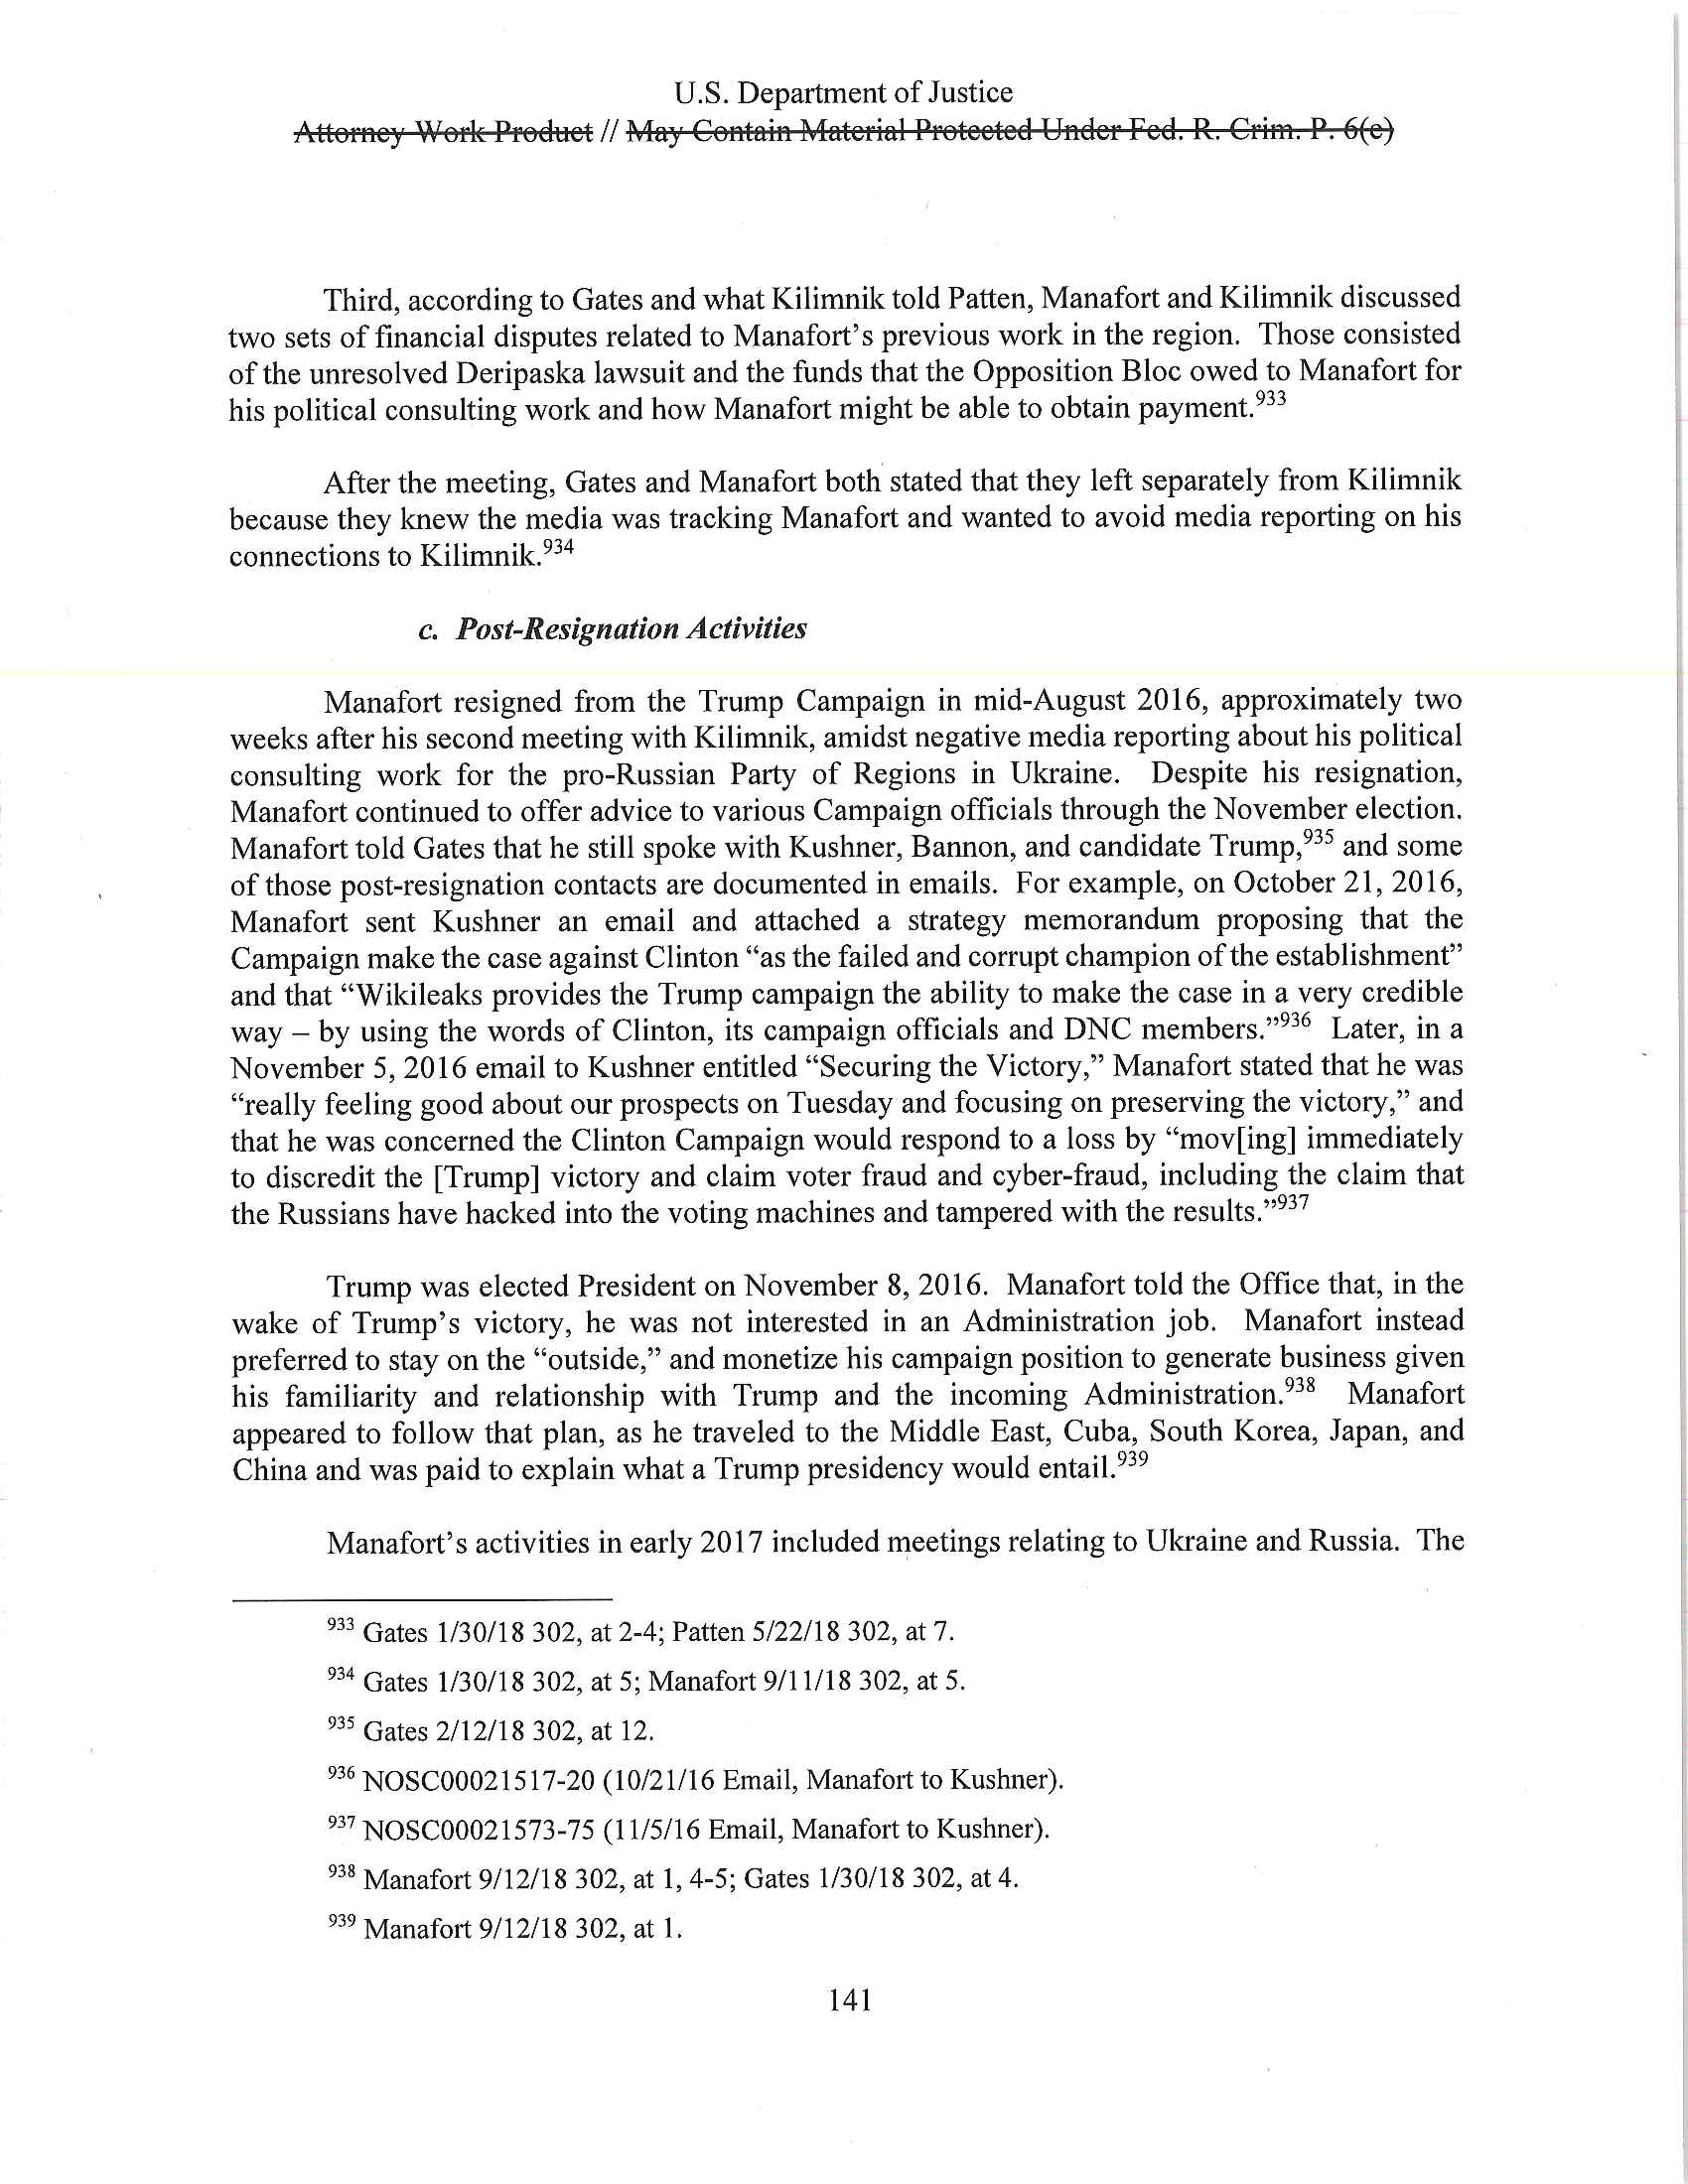 U.S. Department of Justice
Attorney Work Product // May Contain Material Protected Under Fed. R. Crim. P. 6(e)
Third, according to Gates and what Kilimnik told Patten, Manafort and Kilimnik discussed
two sets of financial disputes related to Manafort’s previous work in the region. Those consisted
of the unresolved Deripaska lawsuit and the funds that the Opposition Bloc owed to Manafort for
his political consulting work and how Manafort might be able to obtain payment.933
After the meeting, Gates and Manafort both stated that they left separately from Kilimnik
because they knew the media was tracking Manafort and wanted to avoid media reporting on his
connections to Kilimnik.934
c. Post-Resignation Activities
Manafort resigned from the Trump Campaign in mid-August 2016, approximately two
weeks after his second meeting with Kilimnik, amidst negative media reporting about his political
consulting work for the pro-Russian Party of Regions in Ukraine. Despite his resignation,
Manafort continued to offer advice to various Campaign officials through the November election.
Manafort told Gates that he still spoke with Kushner, Bannon, and candidate Trump,935 and some
of those post-resignation contacts are documented in emails. For example, on October 21, 2016,
Manafort sent Kushner an email and attached a strategy memorandum proposing that the
Campaign make the case against Clinton “as the failed and corrupt champion of the establishment”
and that “Wikileaks provides the Trump campaign the ability to make the case in a very credible
way – by using the words of Clinton, its campaign officials and DNC members.”936 Later, in a
November 5, 2016 email to Kushner entitled “Securing the Victory,” Manafort stated that he was
“really feeling good about our prospects on Tuesday and focusing on preserving the victory,” and
that he was concerned the Clinton Campaign would respond to a loss by “mov[ing] immediately
to discredit the [Trump] victory and claim voter fraud and cyber-fraud, including the claim that
the Russians have hacked into the voting machines and tampered with the results.”937
Trump was elected President on November 8, 2016. Manafort told the Office that, in the
wake of Trump’s victory, he was not interested in an Administration job. Manafort instead
preferred to stay on the “outside,” and monetize his campaign position to generate business given
his familiarity and relationship with Trump and the incoming Administration.938 Manafort
appeared to follow that plan, as he traveled to the Middle East, Cuba, South Korea, Japan, and
China and was paid to explain what a Trump presidency would entail.939
Manafort’s activities in early 2017 included meetings relating to Ukraine and Russia. The
933 Gates 1/30/18 302, at 2-4; Patten 5/22/18 302, at 7.
934 Gates 1/30/18 302, at 5; Manafort 9/11/18 302, at 5.
935 Gates 2/12/18 302, at 12.
936 NOSC00021517-20 (10/21/16 Email, Manafort to Kushner).
937 NOSC00021573-75 (11/5/16 Email, Manafort to Kushner).
938 Manafort 9/12/18 302, at 1, 4-5; Gates 1/30/18 302, at 4.
939 Manafort 9/12/18 302, at 1.
141